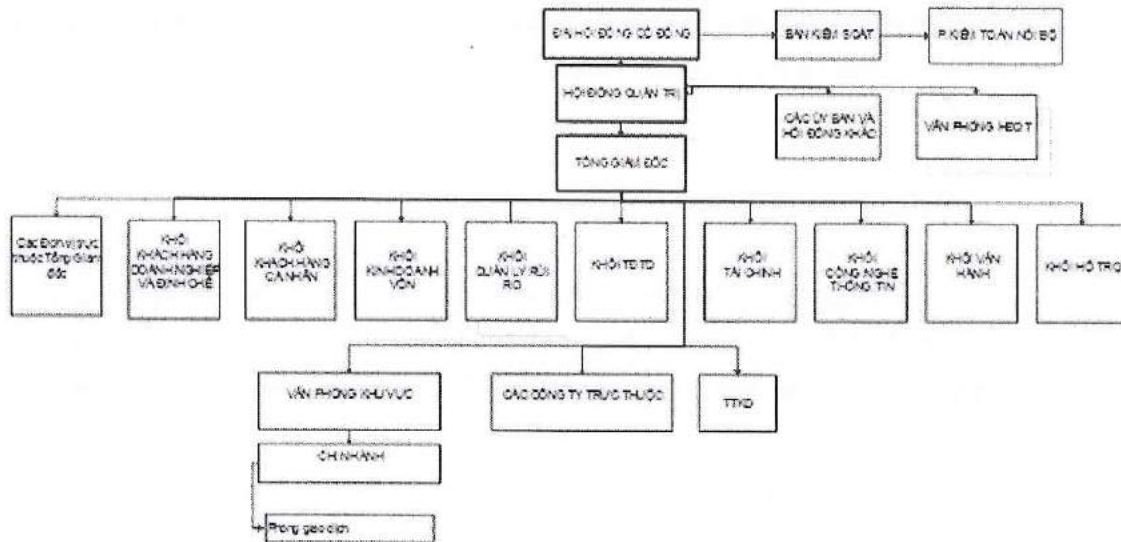 ĐẠI HỘI ĐỒNG CỔ ĐÔNG
BAN KIỂM SOÁT
P.KIỂM TOÁN NỘI BỘ
HỘI ĐỒNG QUẢN TRỊ
CÁC ỦY BAN VÀ
HỘI ĐỒNG KHÁC
VĂN PHÒNG HĐQT
TỔNG GIÁM ĐỐC
Các Đơn vị trực
thuộc Tổng Giám
đốc
KHỐI
KHÁCH HÀNG
DOANH NGHIỆP
VÀ ĐỊNH CHẾ
KHỐI
KHÁCH HÀNG
CÁ NHÂN
KHỐI
KINH DOANH
VỐN
KHỐI
QUẢN LÝ RỦI
RO
KHỐI TĐTD
KHỐI
TÀI CHÍNH
KHỐI
CÔNG NGHỆ
THÔNG TIN
KHỐI VẬN
HÀNH
KHỐI HỖ TRỢ
VĂN PHÒNG KHU VỰC
CÁC CÔNG TY TRỰC THUỘC
TTKD
CHI NHÁNH
Phòng giao dịch